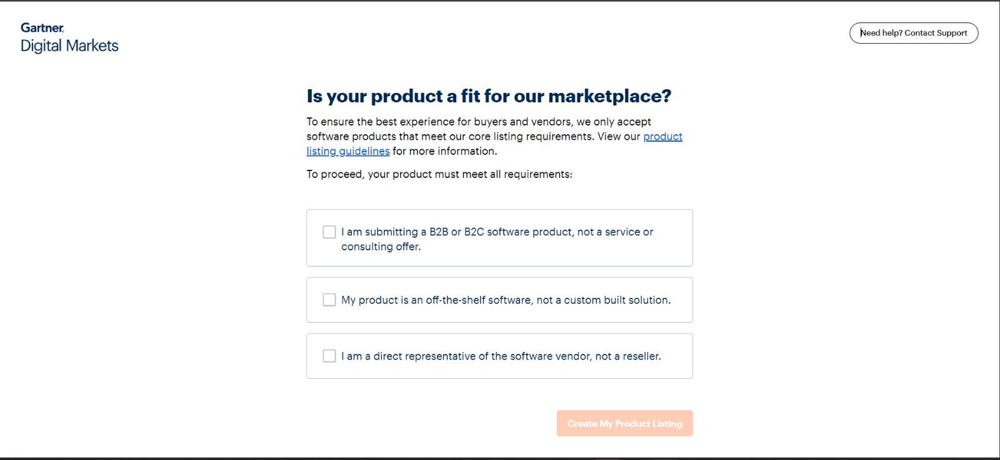 Gartner®
Digital Markets
Need help? Contact Support
Is your product a fit for our marketplace?
To ensure the best experience for buyers and vendors, we only accept
software products that meet our core listing requirements. View our product
listing guidelines for more information.
To proceed, your product must meet all requirements:
I am submitting a B2B or B2C software product, not a service or
consulting offer.
My product is an off-the-shelf software, not a custom built solution.
I am a direct representative of the software vendor, not a reseller.
Create My Product Listing